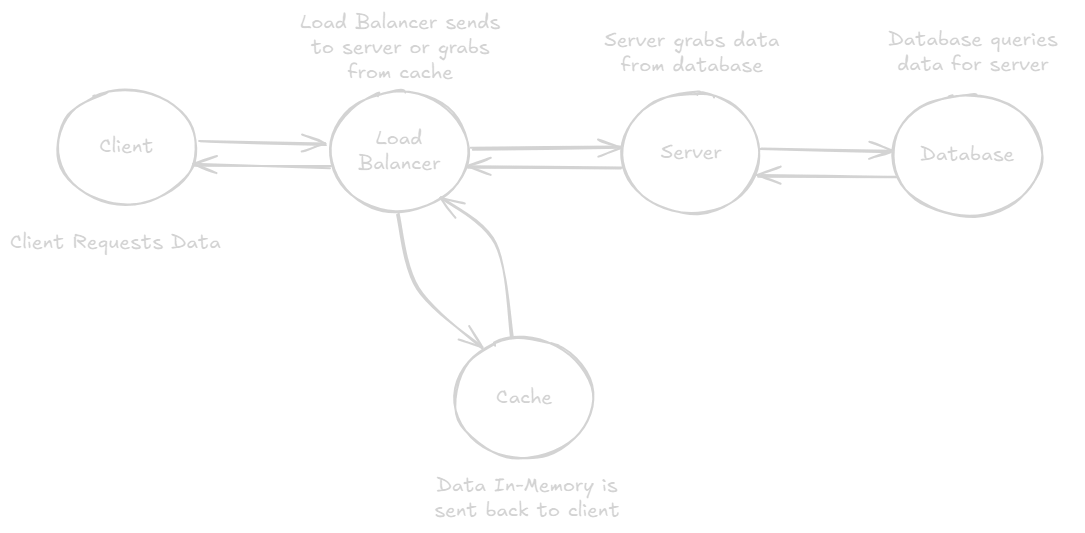 Load Balancer sends
to server or grabs
from cache
Server grabs data
from database
Database queries
data for server
Client
Load
Balancer
Server
Database
Client Requests Data
Cache
Data In-Memory is
sent back to client